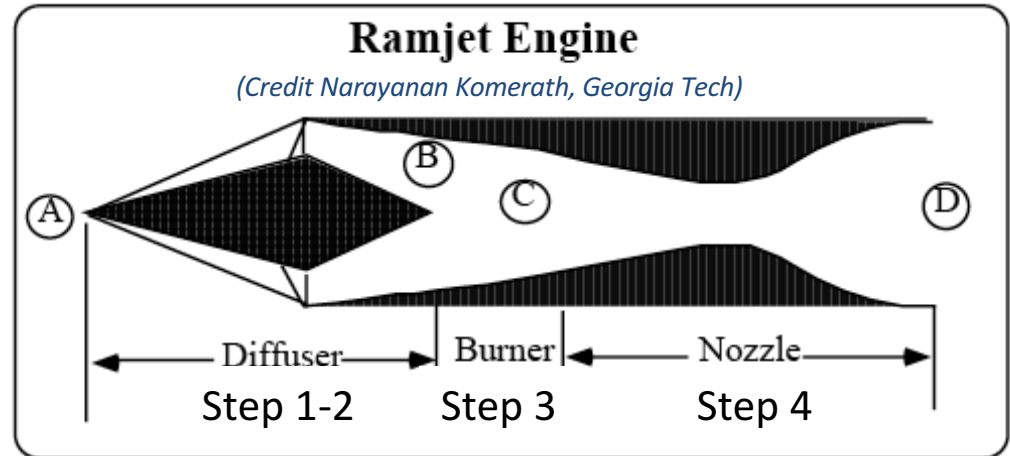 Ramjet Engine
(Credit Narayanan Komerath, Georgia Tech)
B
C
A
D
Diffuser
Burner
Nozzle
Step 1-2
Step 3
Step 4